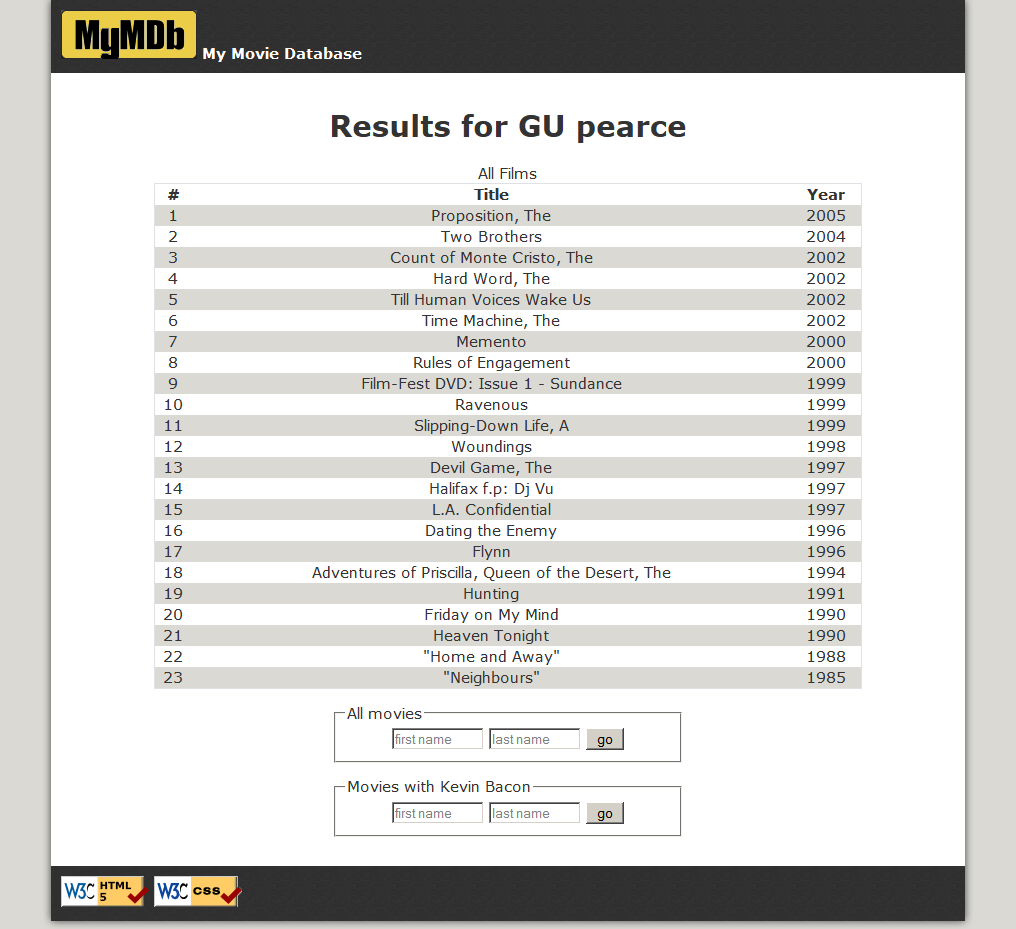 MyMDb My Movie Database
Results for GU pearce
All Films
# Title Year
1 Proposition, The 2005
2 Two Brothers 2004
3 Count of Monte Cristo, The 2002
4 Hard Word, The 2002
5 Till Human Voices Wake Us 2002
6 Time Machine, The 2002
7 Memento 2000
8 Rules of Engagement 2000
9 Film-Fest DVD: Issue 1 - Sundance 1999
10 Ravenous 1999
11 Slipping-Down Life, A 1999
12 Woundings 1998
13 Devil Game, The 1997
14 Halifax f.p: Dj Vu 1997
15 L.A. Confidential 1997
16 Dating the Enemy 1996
17 Flynn 1996
18 Adventures of Priscilla, Queen of the Desert, The 1994
19 Hunting 1991
20 Friday on My Mind 1990
21 Heaven Tonight 1990
22 "Home and Away" 1988
23 "Neighbours" 1985
All movies
first name last name go
Movies with Kevin Bacon
first name last name go
W3C HTML 5 W3C CSS